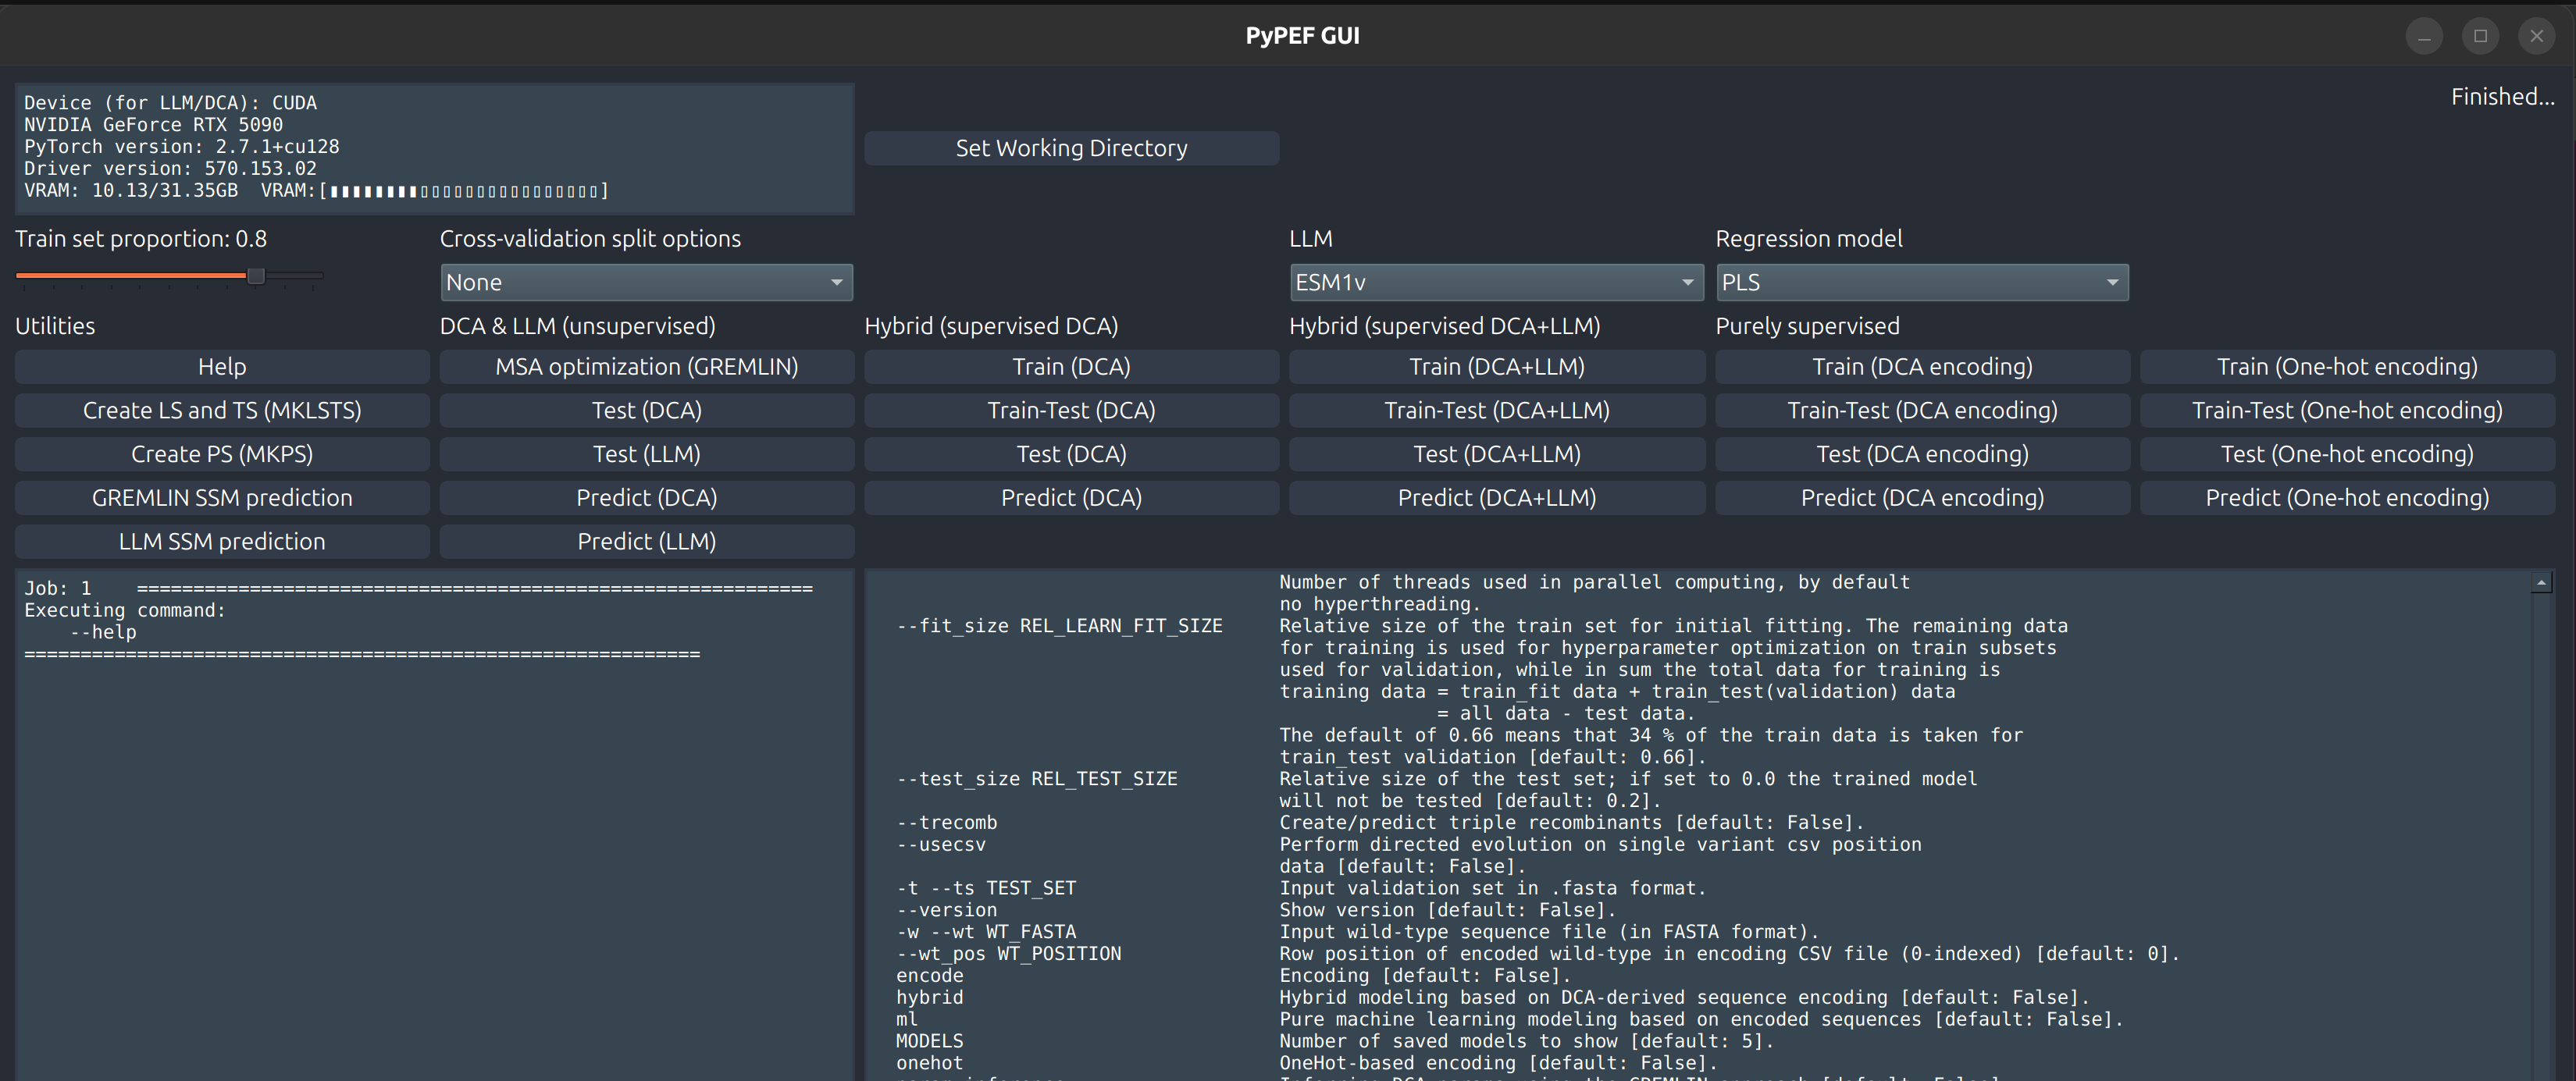 PyPEF GUI
Device (for LLM/DCA): CUDA
NVIDIA GeForce RTX 5090
PyTorch version: 2.7.1+cu128
Driver version: 570.153.02
VRAM: 10.13/31.35GB  VRAM:[▮▮▮▮▮▮▮▮▯▯▯▯▯▯▯▯▯▯▯▯▯▯▯▯]
Set Working Directory
Finished...
Train set proportion: 0.8
Cross-validation split options
None
LLM
ESM1v
Regression model
PLS
Utilities
Help
Create LS and TS (MKLSTS)
Create PS (MKPS)
GREMLIN SSM prediction
LLM SSM prediction
DCA & LLM (unsupervised)
MSA optimization (GREMLIN)
Test (DCA)
Test (LLM)
Predict (DCA)
Predict (LLM)
Hybrid (supervised DCA)
Train (DCA)
Train-Test (DCA)
Test (DCA)
Predict (DCA)
Hybrid (supervised DCA+LLM)
Train (DCA+LLM)
Train-Test (DCA+LLM)
Test (DCA+LLM)
Predict (DCA+LLM)
Purely supervised
Train (DCA encoding)
Train-Test (DCA encoding)
Test (DCA encoding)
Predict (DCA encoding)
Train (One-hot encoding)
Train-Test (One-hot encoding)
Test (One-hot encoding)
Predict (One-hot encoding)
Job: 1    ============================================================
Executing command:
    --help
============================================================
Number of threads used in parallel computing, by default
no hyperthreading.
--fit_size REL_LEARN_FIT_SIZE     Relative size of the train set for initial fitting. The remaining data
for training is used for hyperparameter optimization on train subsets
used for validation, while in sum the total data for training is
training data = train_fit data + train_test(validation) data
= all data - test data.
The default of 0.66 means that 34 % of the train data is taken for
train_test validation [default: 0.66].
--test_size REL_TEST_SIZE         Relative size of the test set; if set to 0.0 the trained model
will not be tested [default: 0.2].
--trecomb                         Create/predict triple recombinants [default: False].
--usecsv                          Perform directed evolution on single variant csv position
data [default: False].
-t --ts TEST_SET                  Input validation set in .fasta format.
--version                         Show version [default: False].
-w --wt WT_FASTA                  Input wild-type sequence file (in FASTA format).
--wt_pos WT_POSITION              Row position of encoded wild-type in encoding CSV file (0-indexed) [default: 0].
encode                            Encoding [default: False].
hybrid                            Hybrid modeling based on DCA-derived sequence encoding [default: False].
ml                                Pure machine learning modeling based on encoded sequences [default: False].
MODELS                            Number of saved models to show [default: 5].
onehot                            OneHot-based encoding [default: False].